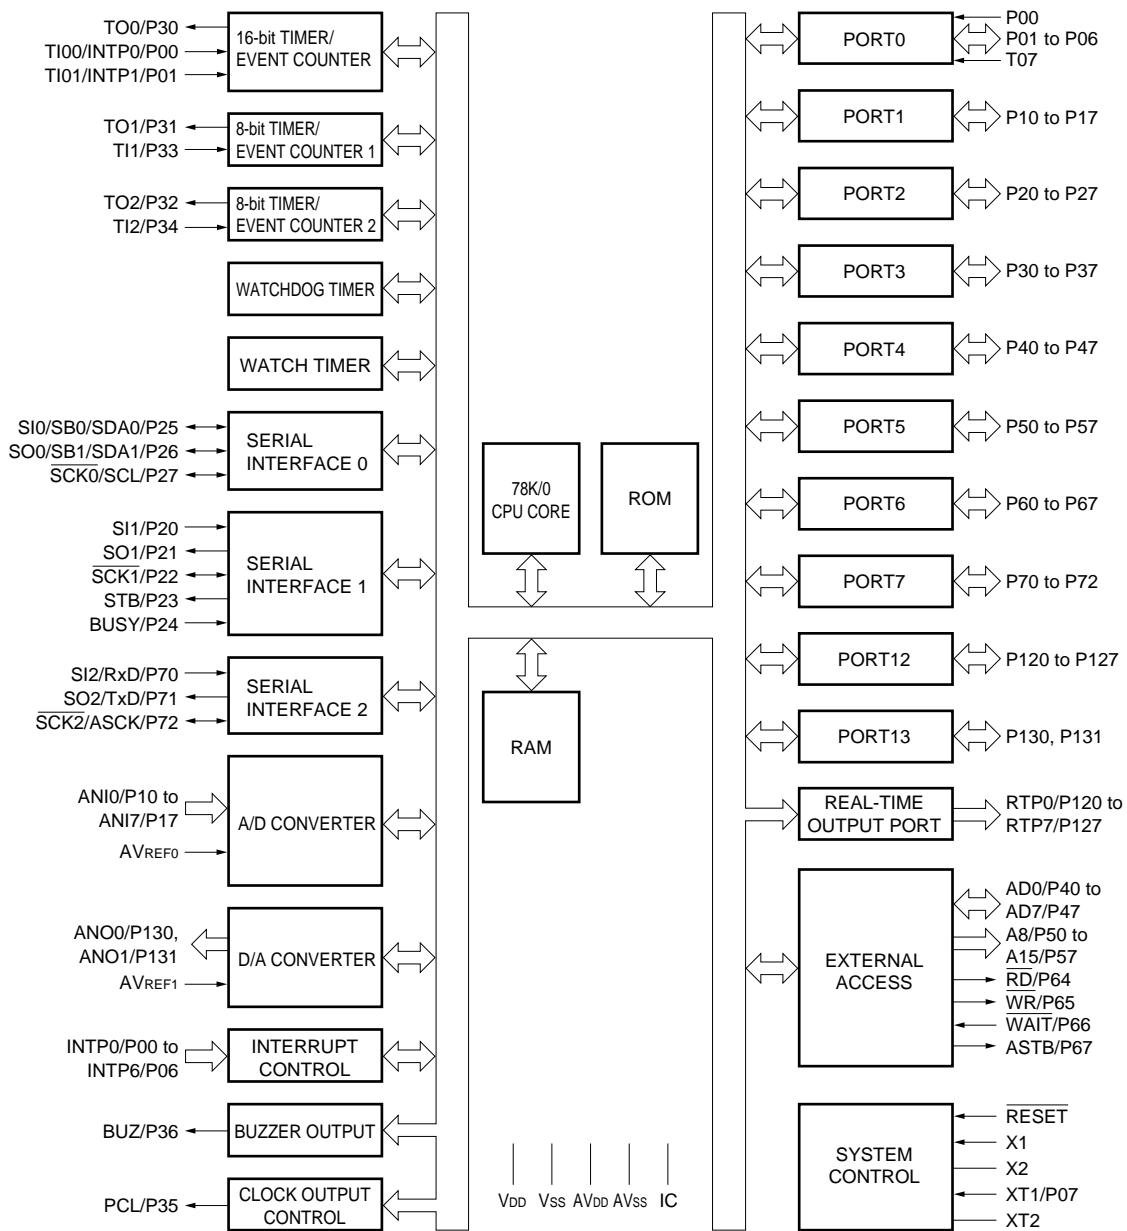 TO0/P30
TI00/INTP0/P00
TI01/INTP1/P01
16-bit TIMER/
EVENT COUNTER
TO1/P31
TI1/P33
8-bit TIMER/
EVENT COUNTER 1
TO2/P32
TI2/P34
8-bit TIMER/
EVENT COUNTER 2
WATCHDOG TIMER
WATCH TIMER
SI0/SB0/SDA0/P25
SO0/SB1/SDA1/P26
SCK0/SCL/P27
SERIAL
INTERFACE 0
SI1/P20
SO1/P21
SCK1/P22
STB/P23
BUSY/P24
SERIAL
INTERFACE 1
SI2/RxD/P70
SO2/TxD/P71
SCK2/ASCK/P72
SERIAL
INTERFACE 2
ANI0/P10 to
ANI7/P17
AVREF0
A/D CONVERTER
ANO0/P130,
ANO1/P131
AVREF1
D/A CONVERTER
INTP0/P00 to
INTP6/P06
INTERRUPT
CONTROL
BUZ/P36
BUZZER OUTPUT
PCL/P35
CLOCK OUTPUT
CONTROL
78K/0
CPU CORE
ROM
RAM
VDD
VSS
AVDD
AVSS
IC
PORT0
P00
P01 to P06
T07
PORT1
P10 to P17
PORT2
P20 to P27
PORT3
P30 to P37
PORT4
P40 to P47
PORT5
P50 to P57
PORT6
P60 to P67
PORT7
P70 to P72
PORT12
P120 to P127
PORT13
P130, P131
REAL-TIME
OUTPUT PORT
RTP0/P120 to
RTP7/P127
EXTERNAL
ACCESS
AD0/P40 to
AD7/P47
A8/P50 to
A15/P57
RD/P64
WR/P65
WAIT/P66
ASTB/P67
SYSTEM
CONTROL
RESET
X1
X2
XT1/P07
XT2